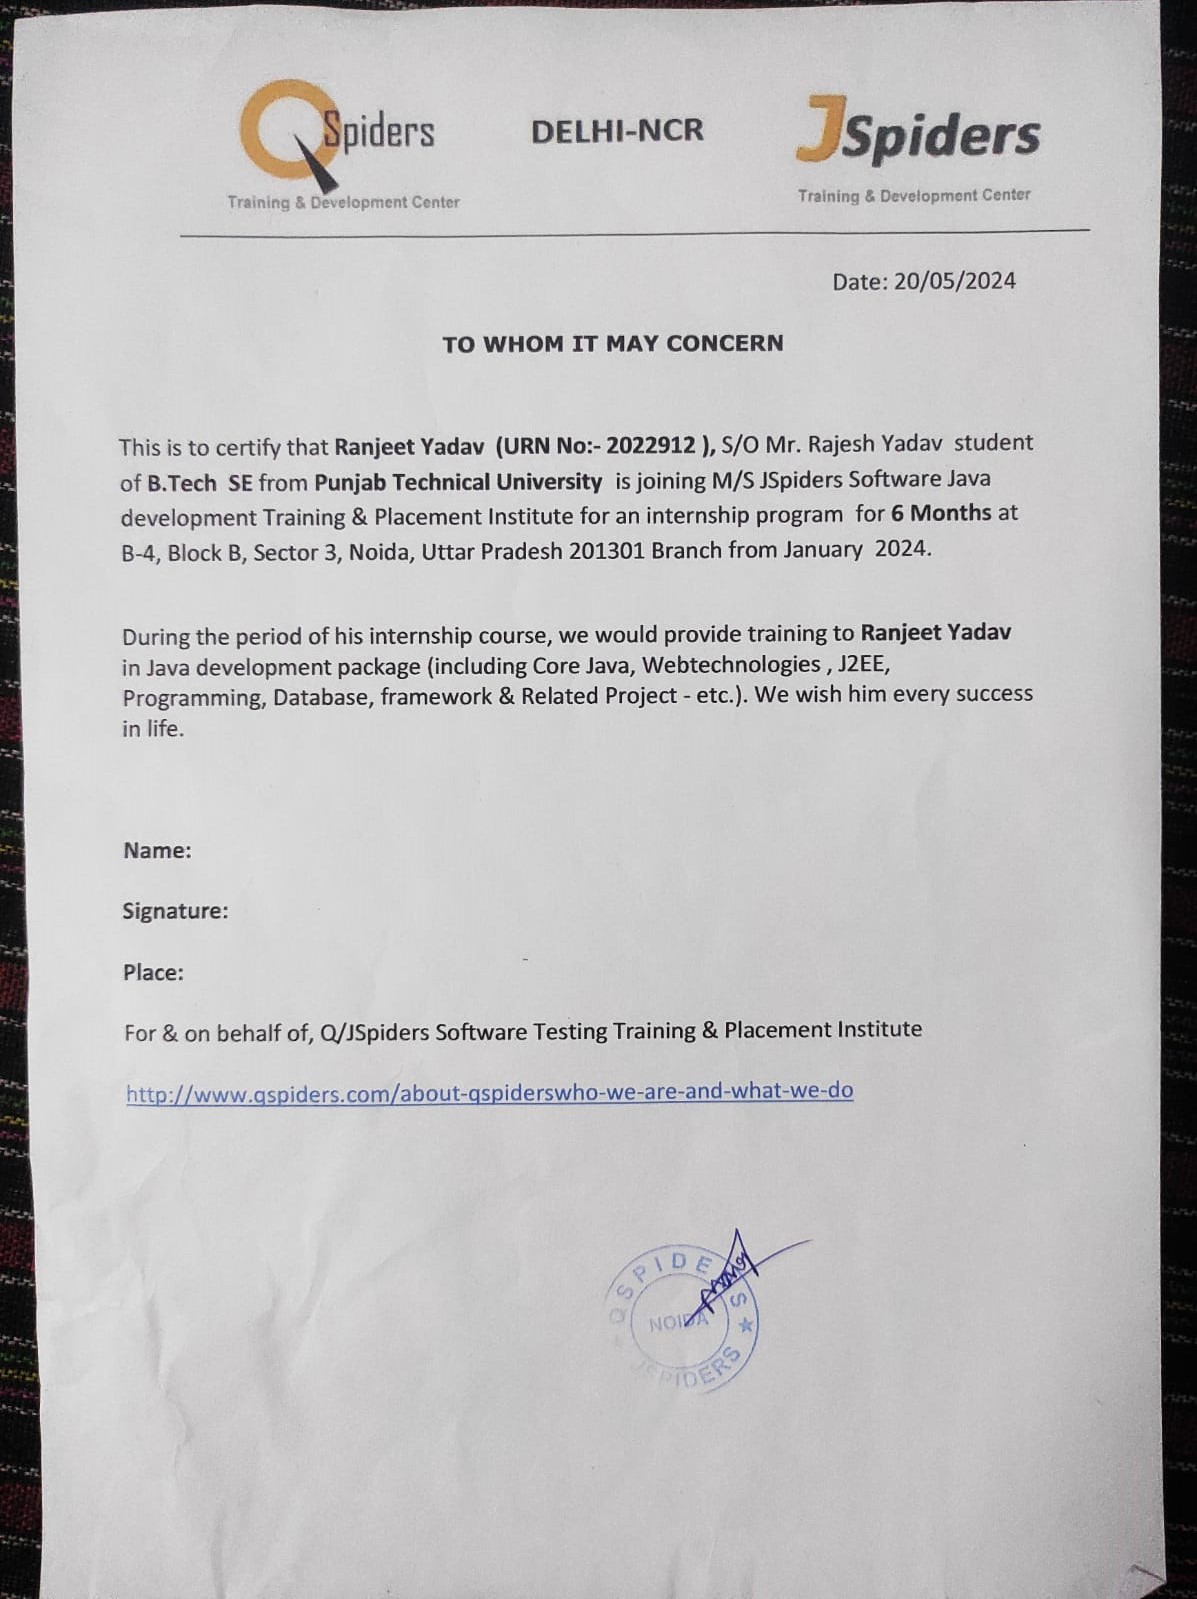 QSpiders
Training & Development Center
DELHI-NCR
JSpiders
Training & Development Center
Date: 20/05/2024
TO WHOM IT MAY CONCERN
This is to certify that Ranjeet Yadav (URN No:- 2022912 ), S/O Mr. Rajesh Yadav student
of B.Tech SE from Punjab Technical University is joining M/S JSpiders Software Java
development Training & Placement Institute for an internship program for 6 Months at
B-4, Block B, Sector 3, Noida, Uttar Pradesh 201301 Branch from January 2024.
During the period of his internship course, we would provide training to Ranjeet Yadav
in Java development package (including Core Java, Webtechnologies , J2EE,
Programming, Database, framework & Related Project - etc.). We wish him every success
in life.
Name:
Signature:
Place:
For & on behalf of, Q/JSpiders Software Testing Training & Placement Institute
http://www.qspiders.com/about-qspiderswho-we-are-and-what-we-do
QSPIDERS
NOIDA
JSPIDERS